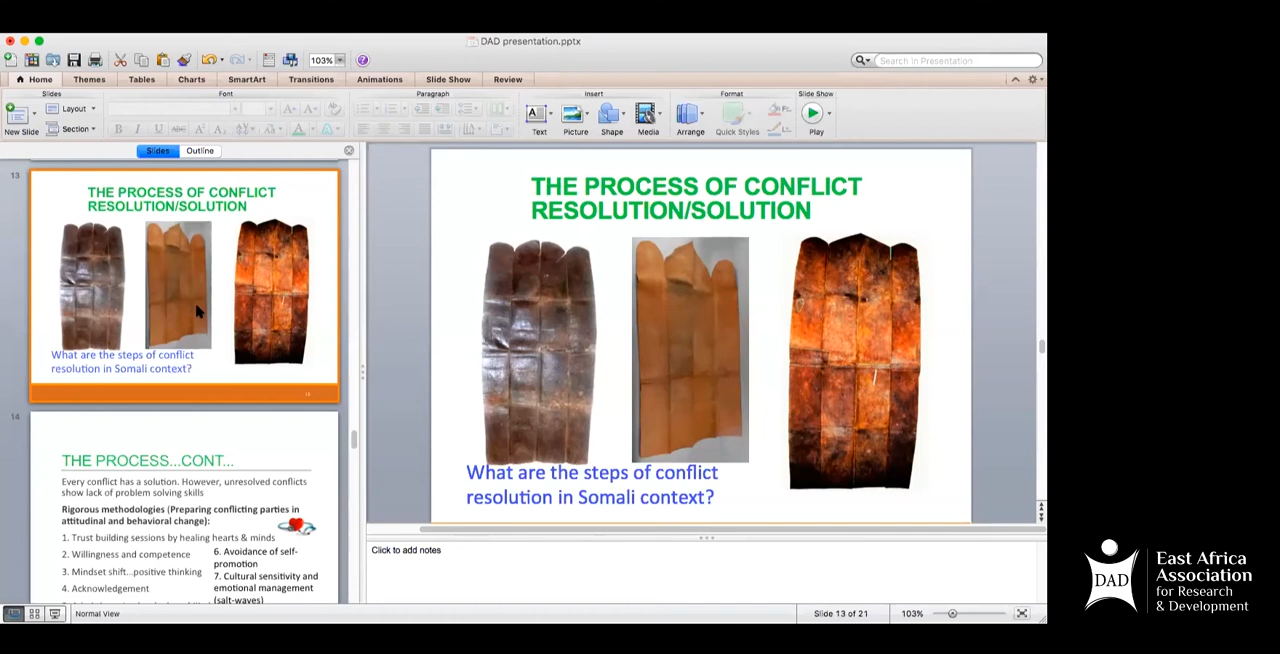 DAD presentation.pptx
103%
Search in Presentation
Home
Themes
Tables
Charts
SmartArt
Transitions
Animations
Slide Show
Review
Slides
Font
Paragraph
Insert
Format
Slide Show
New Slide
Layout
Section
B I U ABC
Text
Picture
Shape
Media
Arrange
Quick Styles
Play
Slides
Outline
13
THE PROCESS OF CONFLICT
RESOLUTION/SOLUTION
What are the steps of conflict
resolution in Somali context?
14
THE PROCESS...CONT...
Every conflict has a solution. However, unresolved conflicts
show lack of problem solving skills
Rigorous methodologies (Preparing conflicting parties in
attitudinal and behavioral change):
1. Trust building sessions by healing hearts & minds
2. Willingness and competence
3. Mindset shift...positive thinking
4. Acknowledgement
6. Avoidance of self-
promotion
7. Cultural sensitivity and
emotional management
(salt-waves)
THE PROCESS OF CONFLICT
RESOLUTION/SOLUTION
What are the steps of conflict
resolution in Somali context?
Click to add notes
Normal View
Slide 13 of 21
103%
DAD
East Africa
Association
for Research
& Development